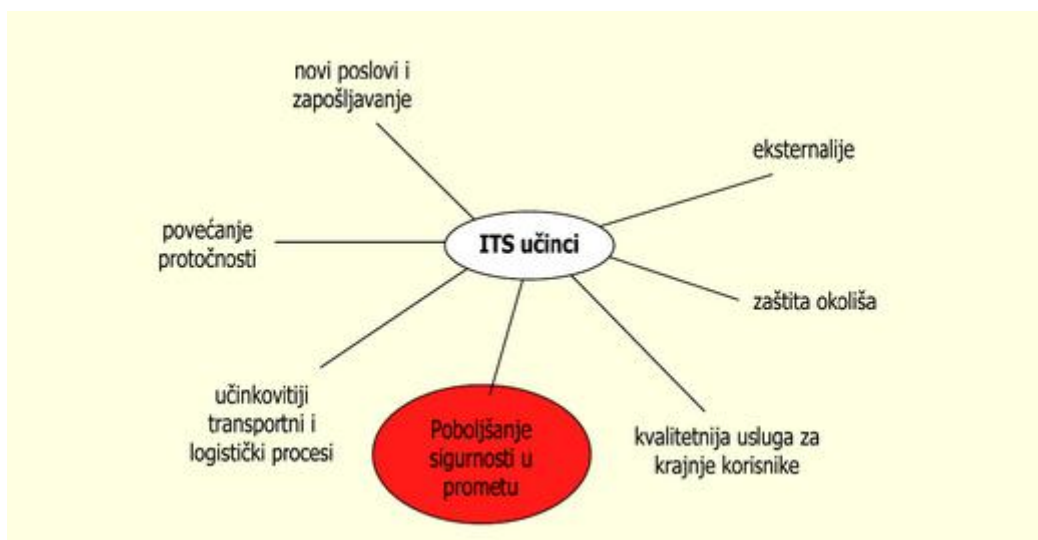 novi poslovi i
zapošljavanje
eksternalije
povećanje
protočnosti
ITS učinci
zaštita okoliša
učinkovitiji
transportni i
logistički procesi
Poboljšanje
sigurnosti u
prometu
kvalitetnija usluga za
krajnje korisnike